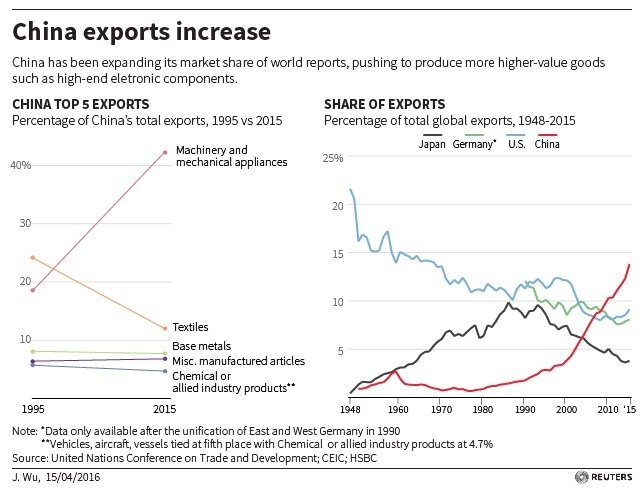 China exports increase
China has been expanding its market share of world reports, pushing to produce more higher-value goods
such as high-end eletronic components.
CHINA TOP 5 EXPORTS
Percentage of China's total exports, 1995 vs 2015
40%
30
20
10
Machinery and
mechanical appliances
Textiles
Base metals
Misc. manufactured articles
Chemical or
allied industry products**
1995
2015
SHARE OF EXPORTS
Percentage of total global exports, 1948-2015
Japan Germany* U.S. China
25%
20
15
10
5
1948 1960 1970 1980 1990 2000 2010 '15
Note: *Data only available after the unification of East and West Germany in 1990
**Vehicles, aircraft, vessels tied at fifth place with Chemical or allied industry products at 4.7%
Source: United Nations Conference on Trade and Development; CEIC; HSBC
J. Wu, 15/04/2016
REUTERS